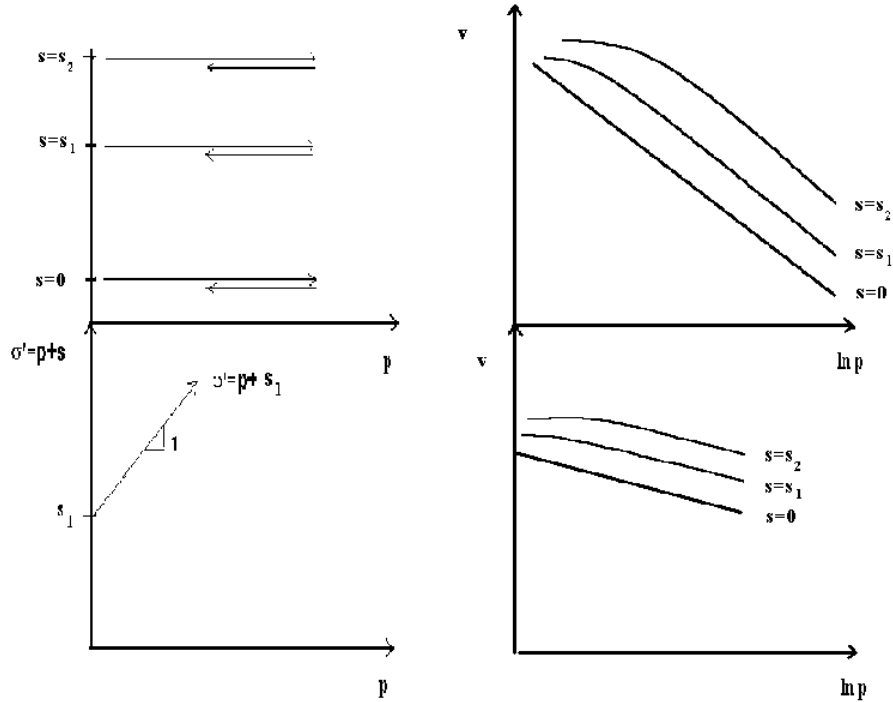 s=s₂
s=s₁
s=0
p
v
s=s₂
s=s₁
s=0
ln p
σ'=p+s
σ'=p+ s₁
1
s₁
p
v
s=s₂
s=s₁
s=0
ln p